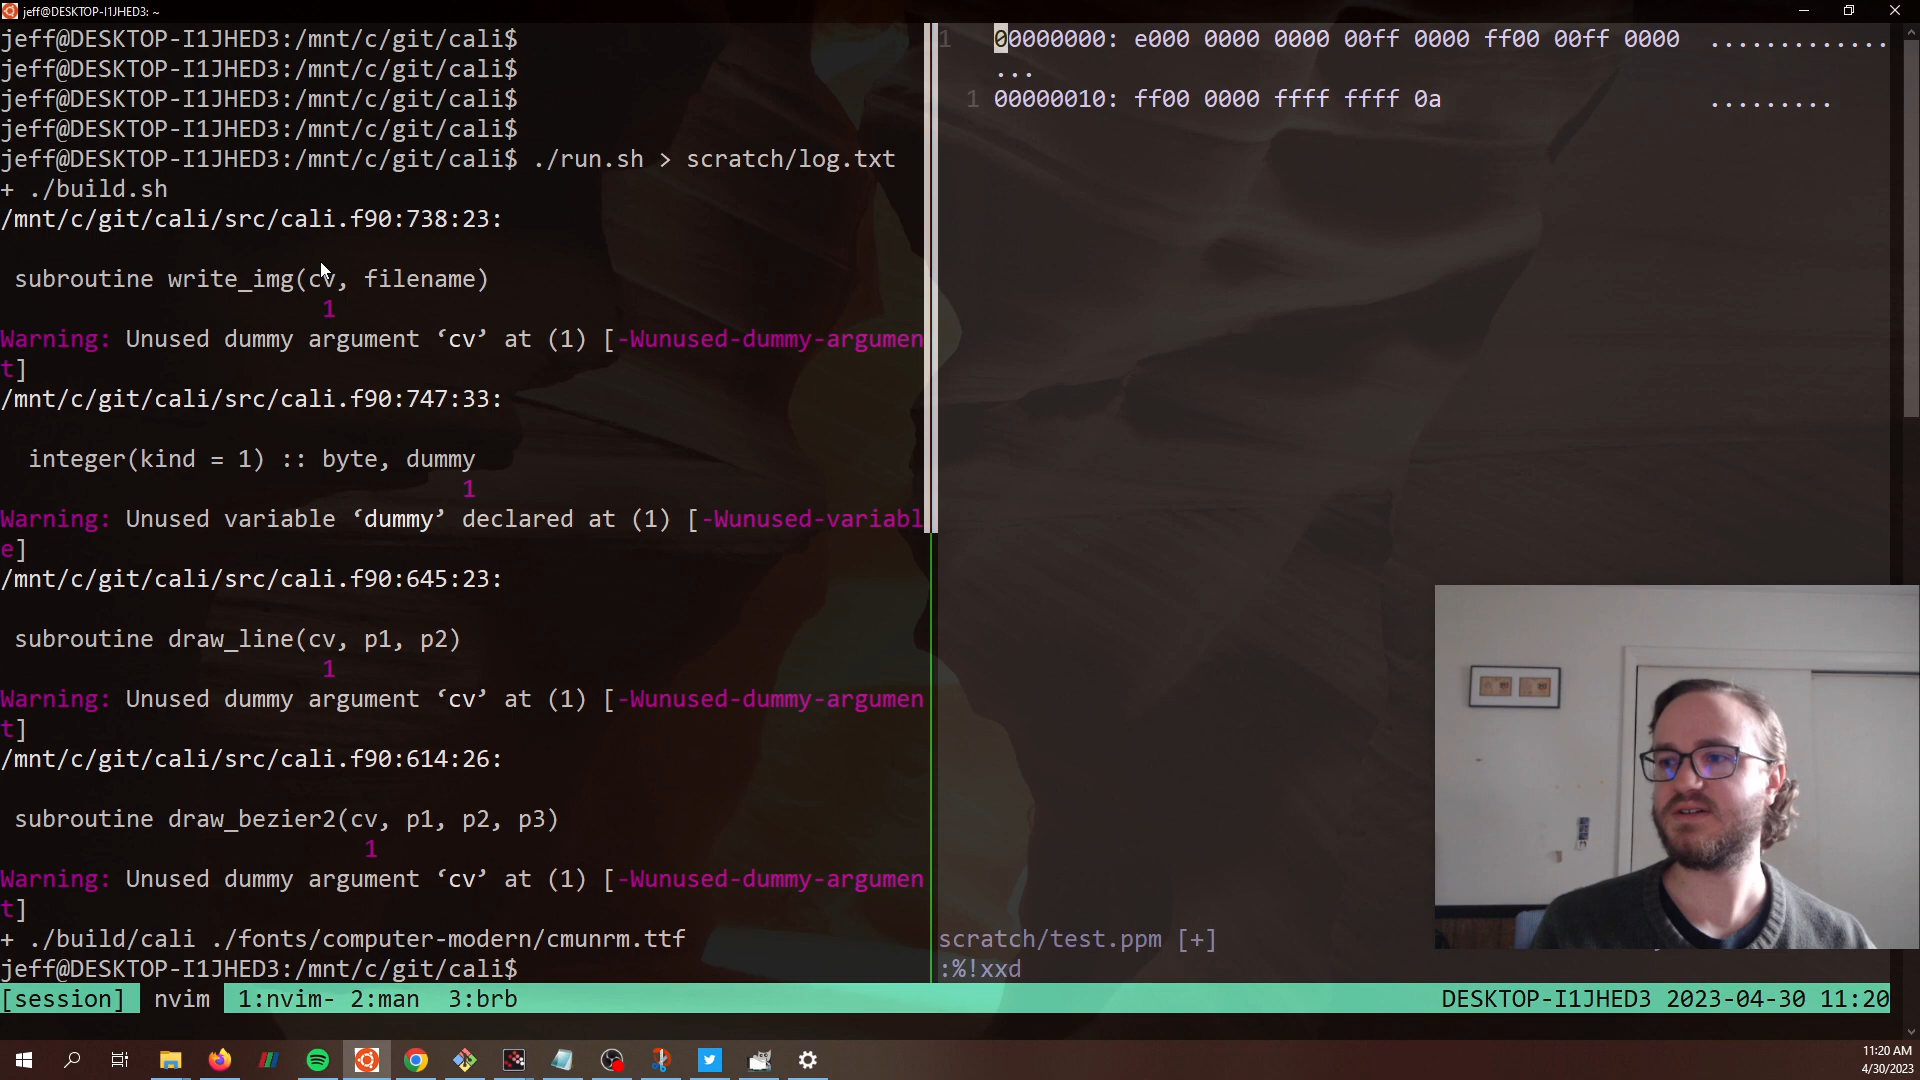 jeff@DESKTOP-I1JHED3: ~
jeff@DESKTOP-I1JHED3:/mnt/c/git/cali$
jeff@DESKTOP-I1JHED3:/mnt/c/git/cali$
jeff@DESKTOP-I1JHED3:/mnt/c/git/cali$
jeff@DESKTOP-I1JHED3:/mnt/c/git/cali$
jeff@DESKTOP-I1JHED3:/mnt/c/git/cali$ ./run.sh > scratch/log.txt
+ ./build.sh
/mnt/c/git/cali/src/cali.f90:738:23:
subroutine write_img(cv, filename)
1
Warning: Unused dummy argument ‘cv’ at (1) [-Wunused-dummy-argumen
t]
/mnt/c/git/cali/src/cali.f90:747:33:
integer(kind = 1) :: byte, dummy
1
Warning: Unused variable ‘dummy’ declared at (1) [-Wunused-variabl
e]
/mnt/c/git/cali/src/cali.f90:645:23:
subroutine draw_line(cv, p1, p2)
1
Warning: Unused dummy argument ‘cv’ at (1) [-Wunused-dummy-argumen
t]
/mnt/c/git/cali/src/cali.f90:614:26:
subroutine draw_bezier2(cv, p1, p2, p3)
1
Warning: Unused dummy argument ‘cv’ at (1) [-Wunused-dummy-argumen
t]
+ ./build/cali ./fonts/computer-modern/cmunrm.ttf
jeff@DESKTOP-I1JHED3:/mnt/c/git/cali$
1 00000000: e000 0000 0000 00ff 0000 ff00 00ff 0000 .............
...
1 00000010: ff00 0000 ffff ffff 0a .........
scratch/test.ppm [+]
:%!xxd
[session] nvim 1:nvim- 2:man 3:brb DESKTOP-I1JHED3 2023-04-30 11:20
11:20 AM
4/30/2023